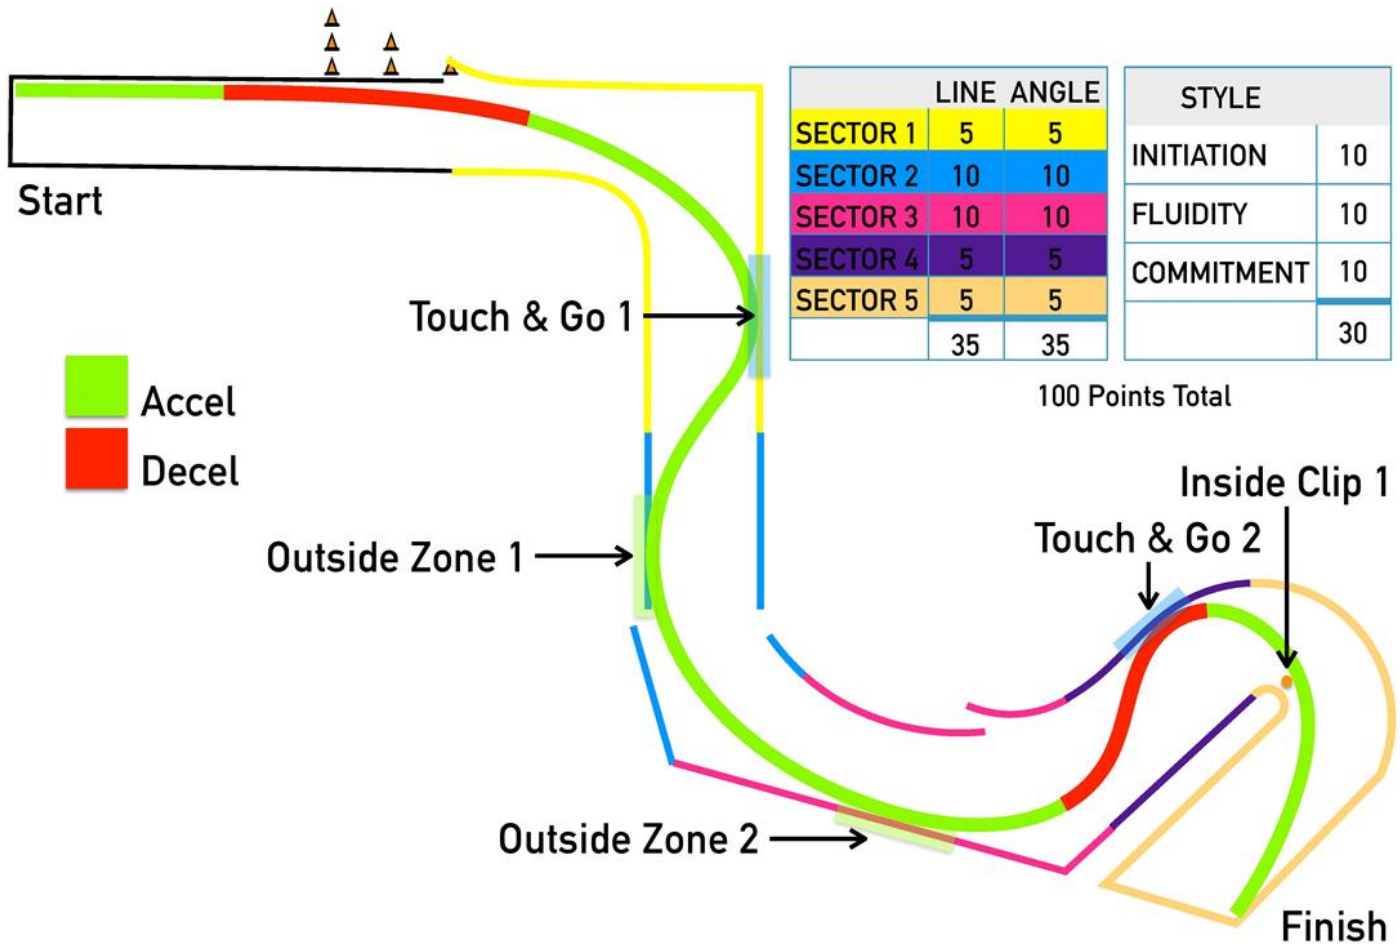 Start
Accel
Decel
Touch & Go 1
Outside Zone 1
Outside Zone 2
LINE ANGLE
SECTOR 1 5 5
SECTOR 2 10 10
SECTOR 3 10 10
SECTOR 4 5 5
SECTOR 5 5 5
35 35
STYLE
INITIATION 10
FLUIDITY 10
COMMITMENT 10
30
100 Points Total
Inside Clip 1
Touch & Go 2
Finish